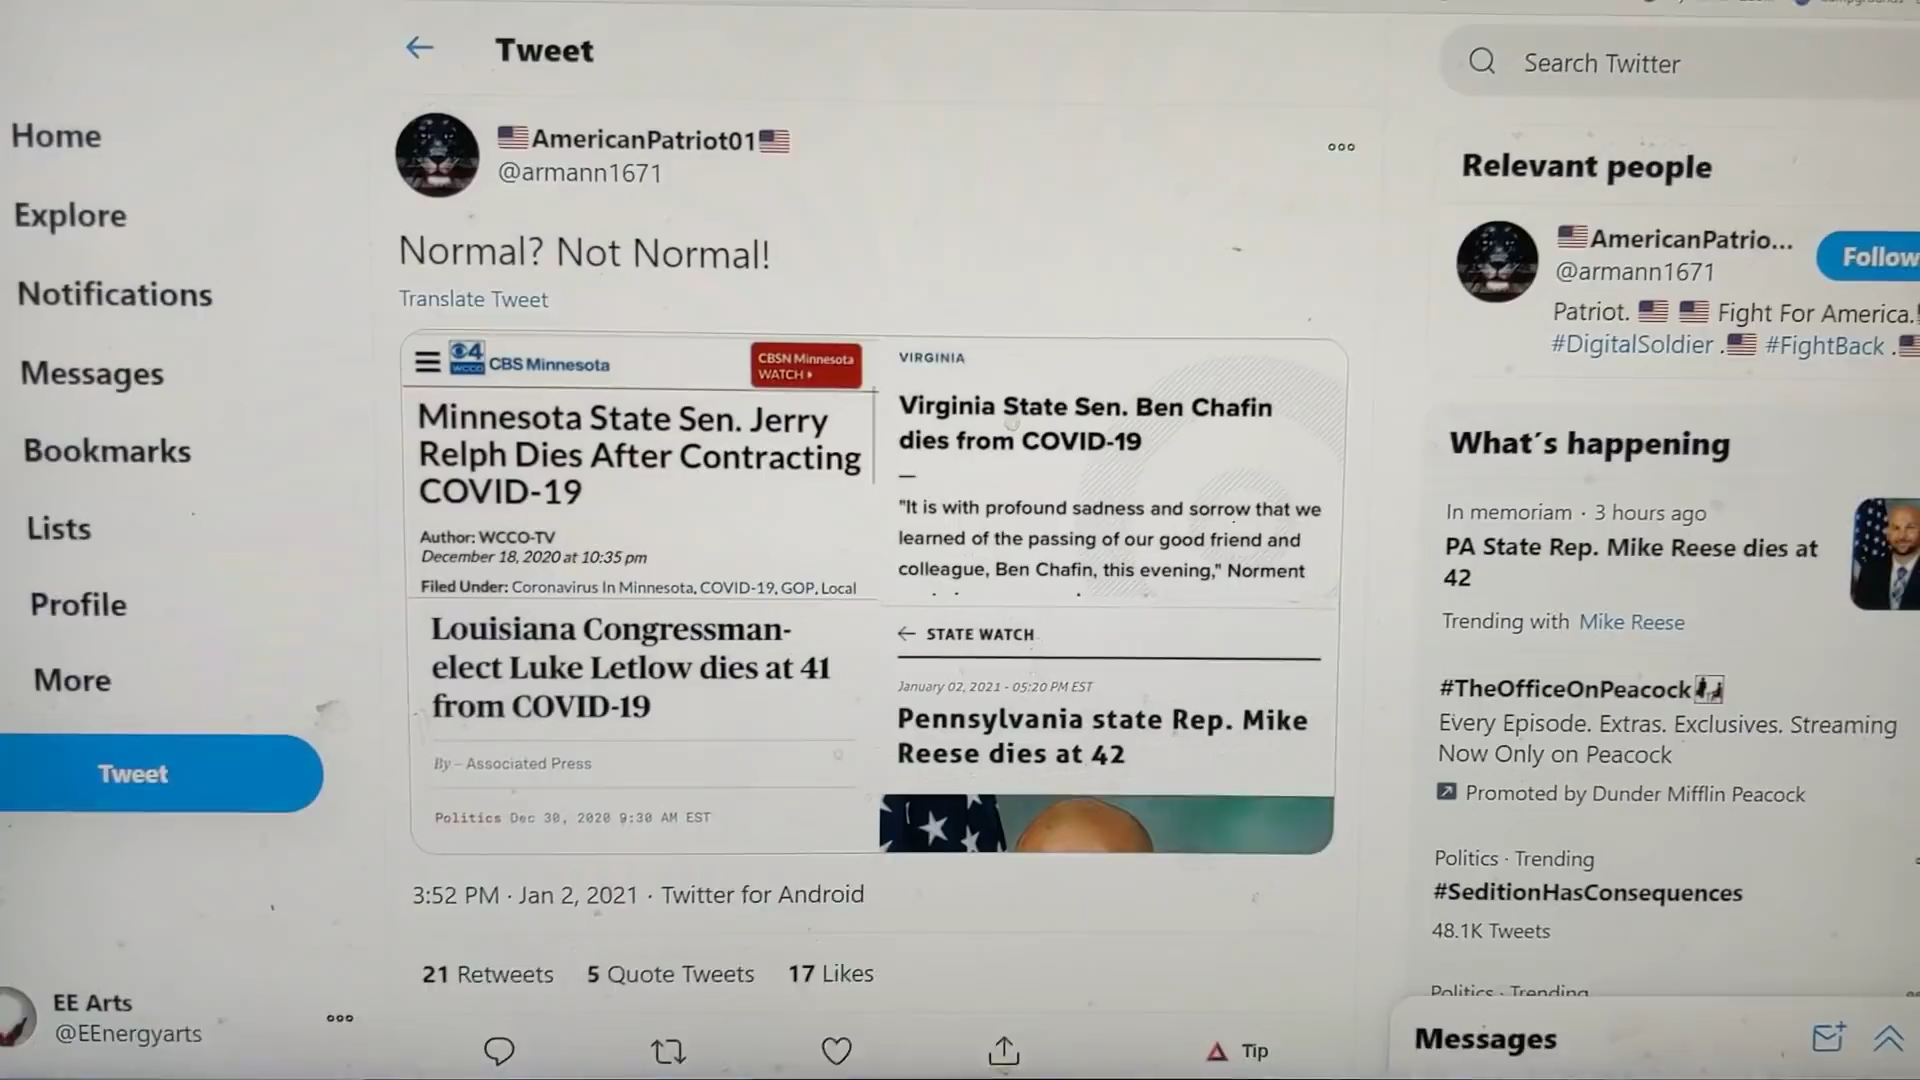 Home
Explore
Notifications
Messages
Bookmarks
Lists
Profile
More
Tweet
EE Arts
@EEnergyarts
Tweet
AmericanPatriot01
@armann1671
Normal? Not Normal!
Translate Tweet
4
WCCO
CBS Minnesota
CBSN Minnesota
WATCH
Minnesota State Sen. Jerry
Relph Dies After Contracting
COVID-19
Author: WCCO-TV
December 18, 2020 at 10:35 pm
Filed Under: Coronavirus In Minnesota, COVID-19, GOP, Local
VIRGINIA
Virginia State Sen. Ben Chafin
dies from COVID-19
"It is with profound sadness and sorrow that we
learned of the passing of our good friend and
colleague, Ben Chafin, this evening," Norment
Louisiana Congressman-
elect Luke Letlow dies at 41
from COVID-19
By – Associated Press
Politics Dec 30, 2020 9:30 AM EST
STATE WATCH
January 02, 2021 - 05:20 PM EST
Pennsylvania state Rep. Mike
Reese dies at 42
3:52 PM · Jan 2, 2021 · Twitter for Android
21 Retweets 5 Quote Tweets 17 Likes
Tip
Search Twitter
Relevant people
AmericanPatrio...
@armann1671
Follow
Patriot. Fight For America.!
#DigitalSoldier . #FightBack .
What's happening
In memoriam · 3 hours ago
PA State Rep. Mike Reese dies at
42
Trending with Mike Reese
#TheOfficeOnPeacock
Every Episode. Extras. Exclusives. Streaming
Now Only on Peacock
Promoted by Dunder Mifflin Peacock
Politics · Trending
#SeditionHasConsequences
48.1K Tweets
Politics · Trending
Messages